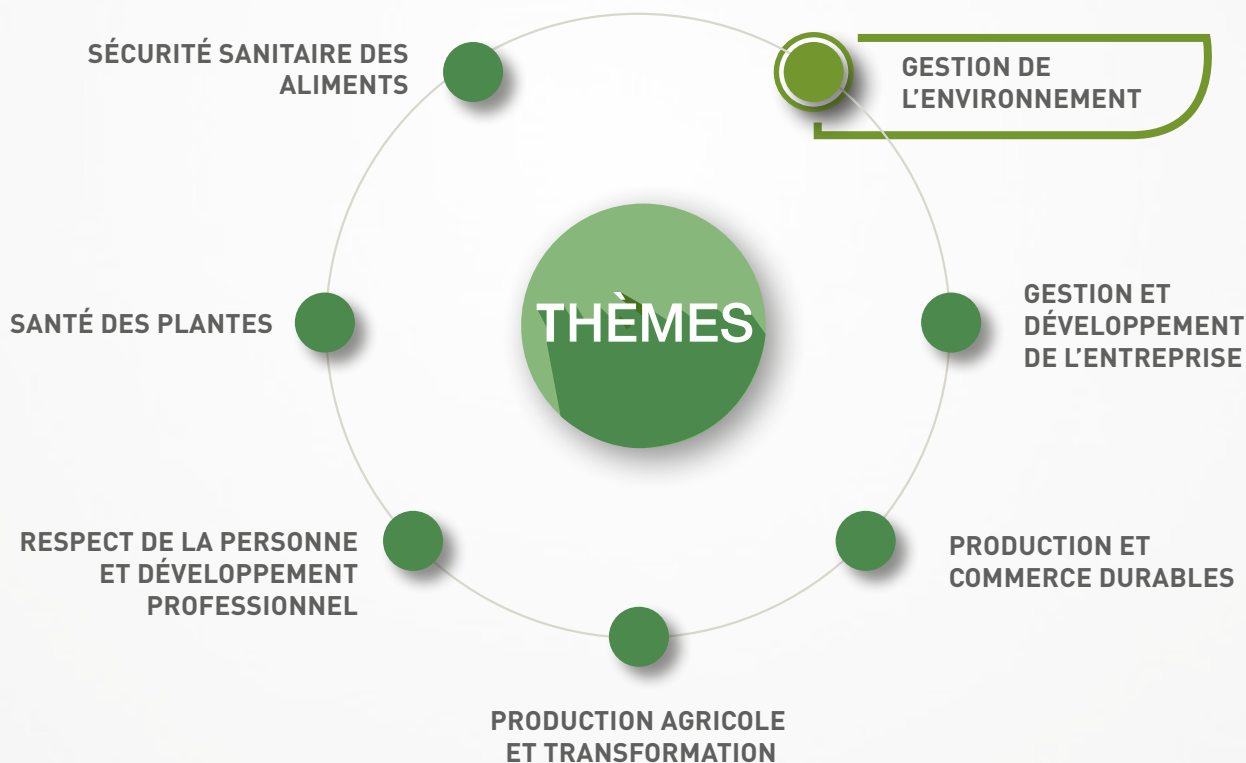 SÉCURITÉ SANITAIRE DES
ALIMENTS
GESTION DE
L’ENVIRONNEMENT
THÈMES
SANTÉ DES PLANTES
GESTION ET
DÉVELOPPEMENT
DE L’ENTREPRISE
RESPECT DE LA PERSONNE
ET DÉVELOPPEMENT
PROFESSIONNEL
PRODUCTION ET
COMMERCE DURABLES
PRODUCTION AGRICOLE
ET TRANSFORMATION